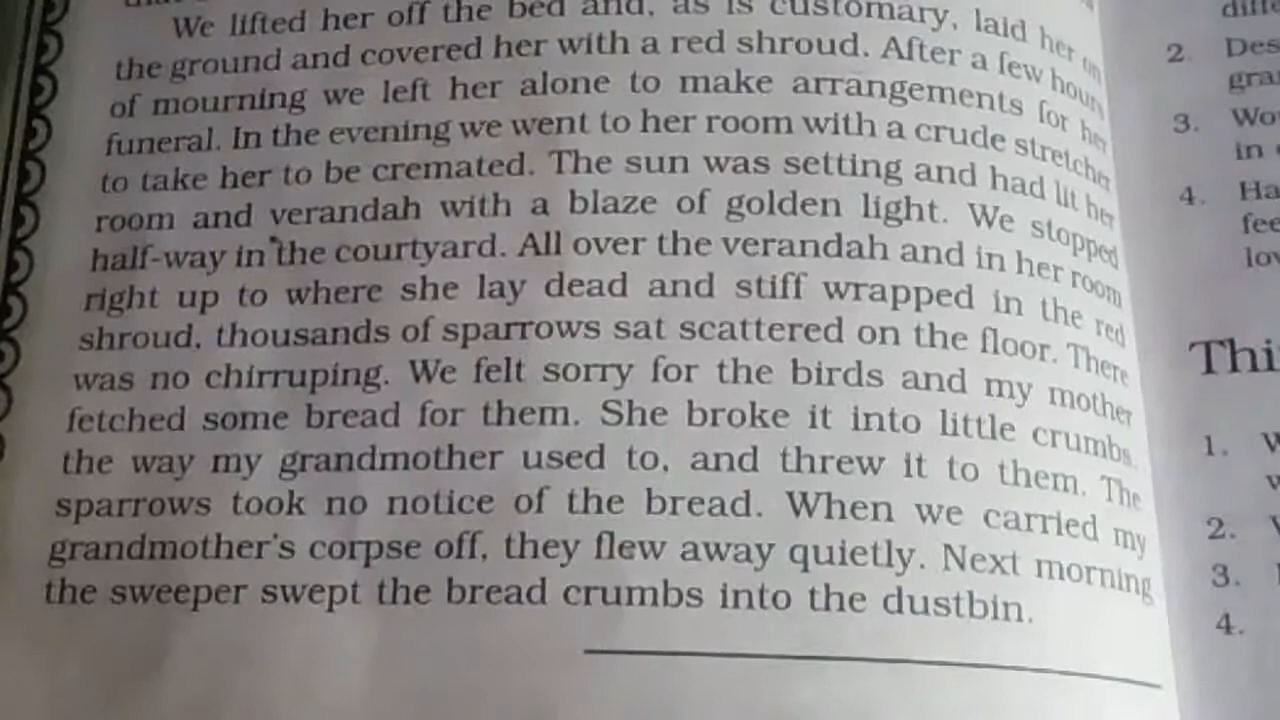 We lifted her off the bed and, as is customary, laid her on
the ground and covered her with a red shroud. After a few hours
of mourning we left her alone to make arrangements for her
funeral. In the evening we went to her room with a crude stretcher
to take her to be cremated. The sun was setting and had lit her
room and verandah with a blaze of golden light. We stopped
half-way in the courtyard. All over the verandah and in her room
right up to where she lay dead and stiff wrapped in the red
shroud, thousands of sparrows sat scattered on the floor. There
was no chirruping. We felt sorry for the birds and my mother
fetched some bread for them. She broke it into little crumbs,
the way my grandmother used to, and threw it to them. The
sparrows took no notice of the bread. When we carried my
grandmother's corpse off, they flew away quietly. Next morning
the sweeper swept the bread crumbs into the dustbin.
2. Des
gra
3. Wo
in
4. Ha
fee
lov
Thi
1. W
w
2.
3.
4.